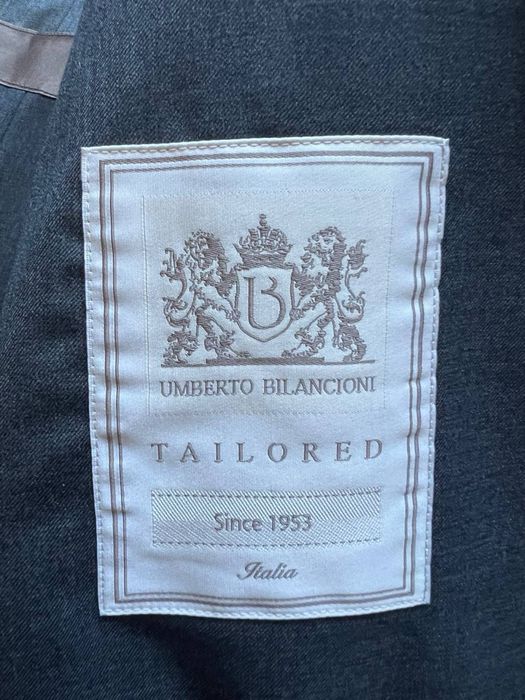 B
UMBERTO BILANCIONI
TAILORED
Since 1953
Italia